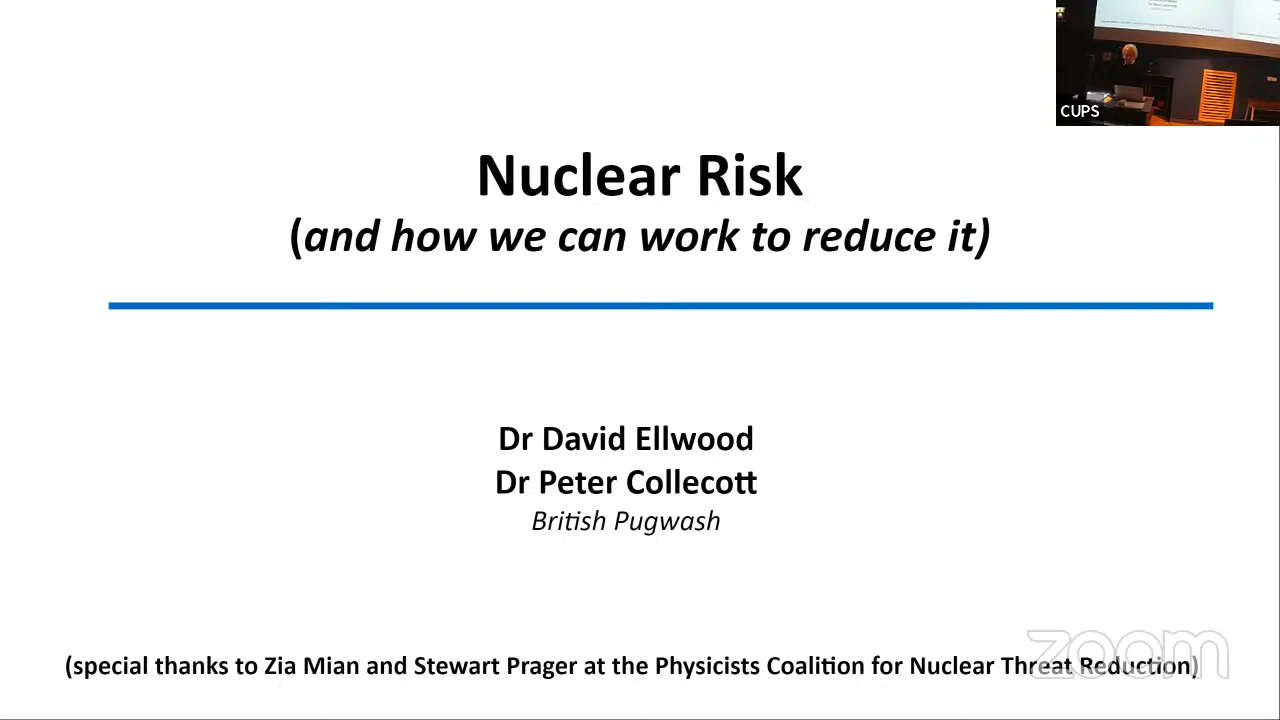 CUPS
Nuclear Risk
(and how we can work to reduce it)
Dr David Ellwood
Dr Peter Collecott
British Pugwash
(special thanks to Zia Mian and Stewart Prager at the Physicists Coalition for Nuclear Threat Reduction)
zoom